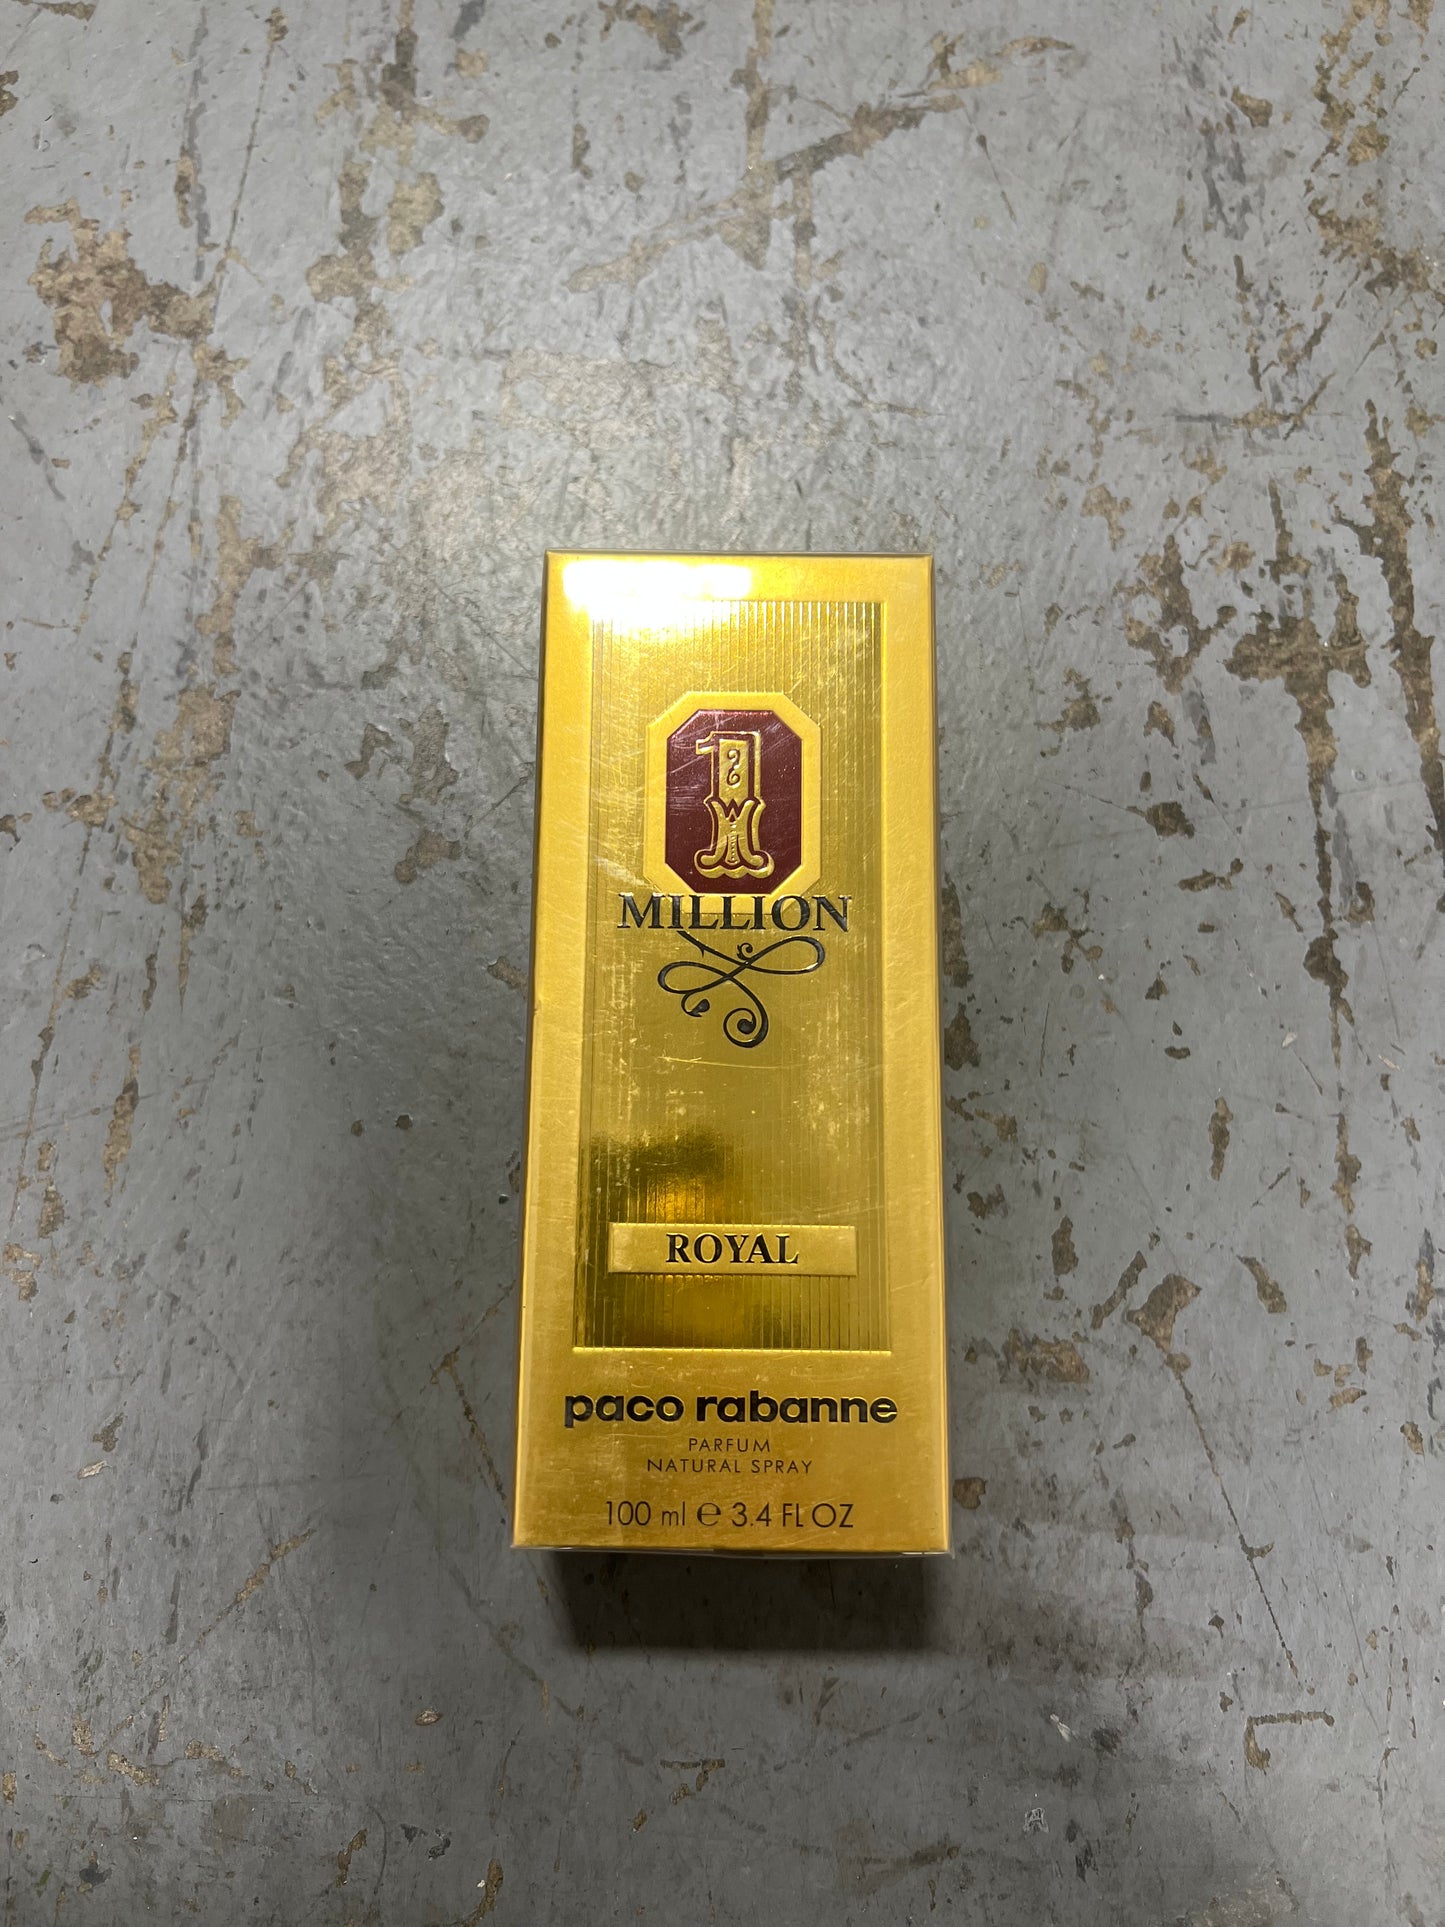 1
MILLION
ROYAL
paco rabanne
PARFUM
NATURAL SPRAY
100 ml ℮ 3.4 FL OZ